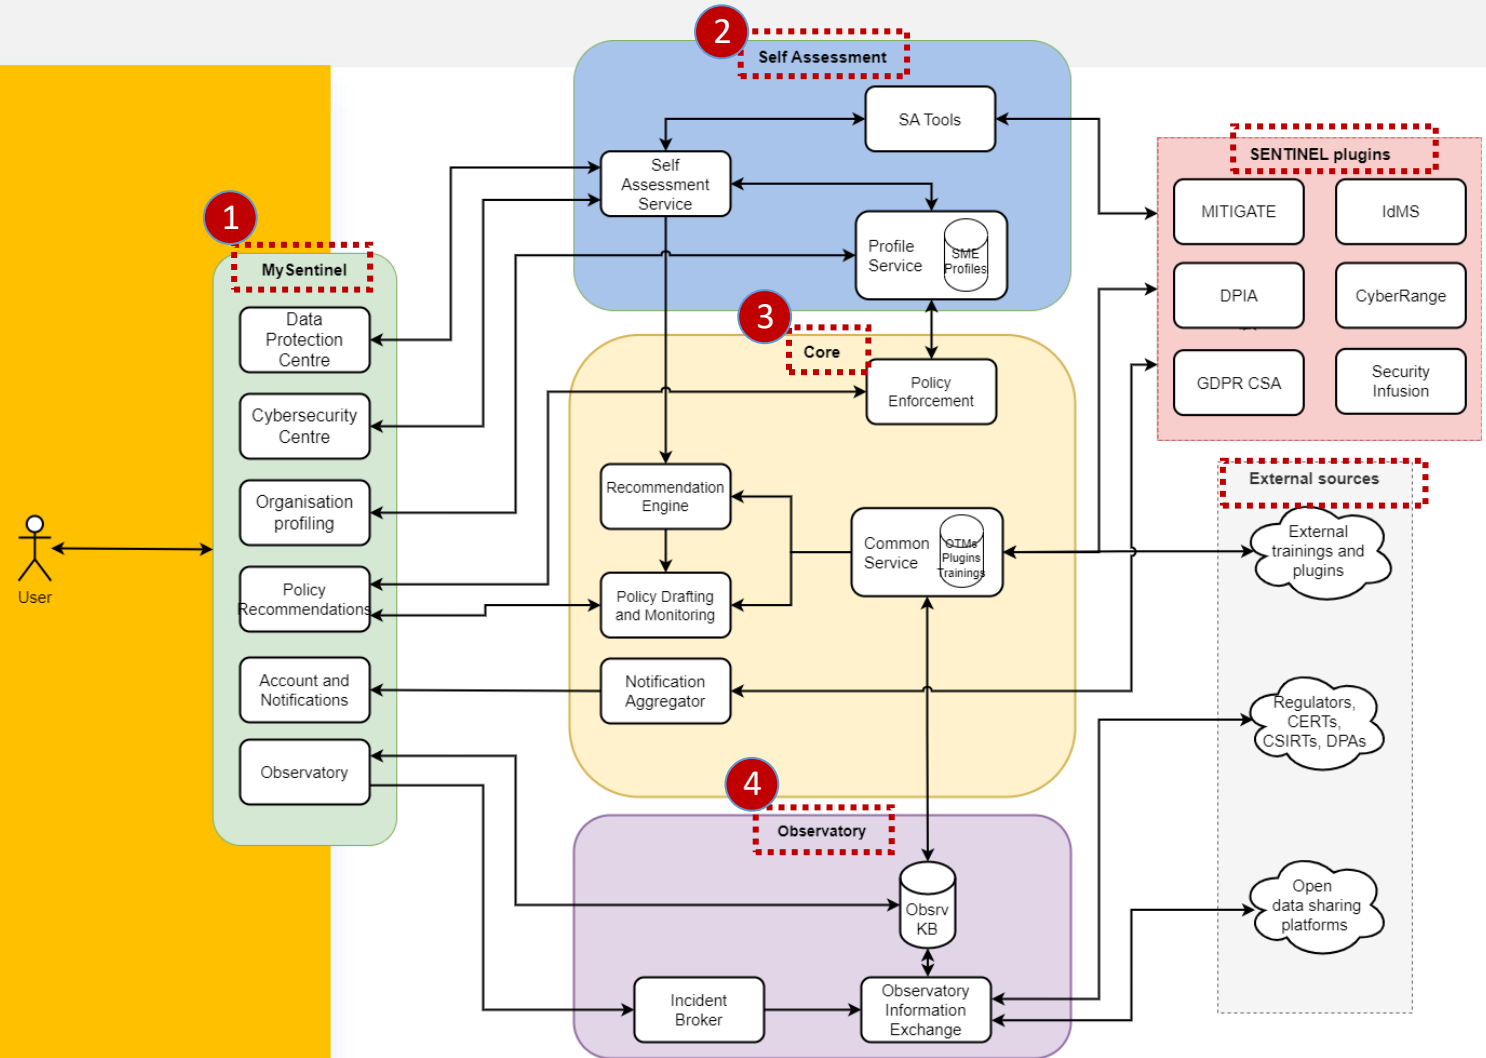 2
Self Assessment
SA Tools
Self
Assessment
Service
Profile
Service
SME
Profiles
SENTINEL plugins
MITIGATE
IdMS
DPIA
CyberRange
GDPR CSA
Security
Infusion
1
MySentinel
Data
Protection
Centre
Cybersecurity
Centre
Organisation
profiling
Policy
Recommendations
Account and
Notifications
Observatory
User
3
Core
Policy
Enforcement
Recommendation
Engine
Common
Service
OTMs
Plugins
Trainings
Policy Drafting
and Monitoring
Notification
Aggregator
External sources
External
trainings and
plugins
Regulators,
CERTs,
CSIRTs, DPAs
Open
data sharing
platforms
4
Observatory
Obsrv
KB
Incident
Broker
Observatory
Information
Exchange